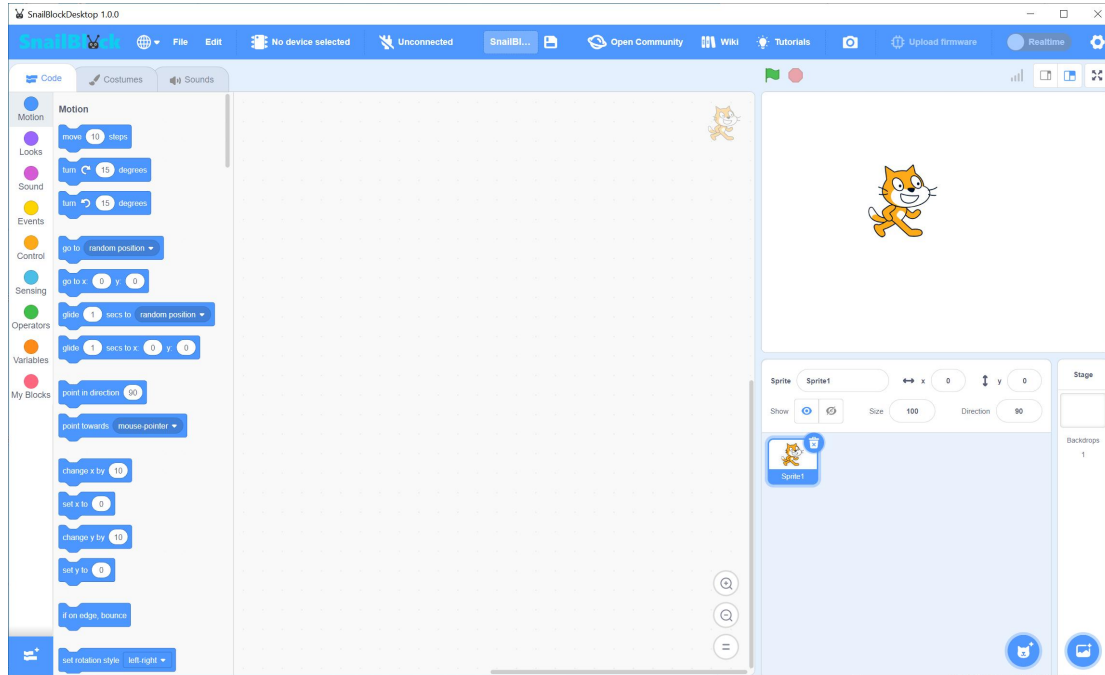 SnailBlockDesktop 1.0.0
SnailBlock File Edit No device selected Unconnected SnailBl... Open Community Wiki Tutorials Upload firmware Realtime
Code Costumes Sounds
Motion
Looks
Sound
Events
Control
Sensing
Operators
Variables
My Blocks
Motion
move 10 steps
turn 15 degrees
turn 15 degrees
go to random position
go to x: 0 y: 0
glide 1 secs to random position
glide 1 secs to x: 0 y: 0
point in direction 90
point towards mouse-pointer
change x by 10
set x to 0
change y by 10
set y to 0
if on edge, bounce
set rotation style left-right
Sprite Sprite1 x 0 y 0
Show Size 100 Direction 90
Sprite1
Stage
Backdrops
1